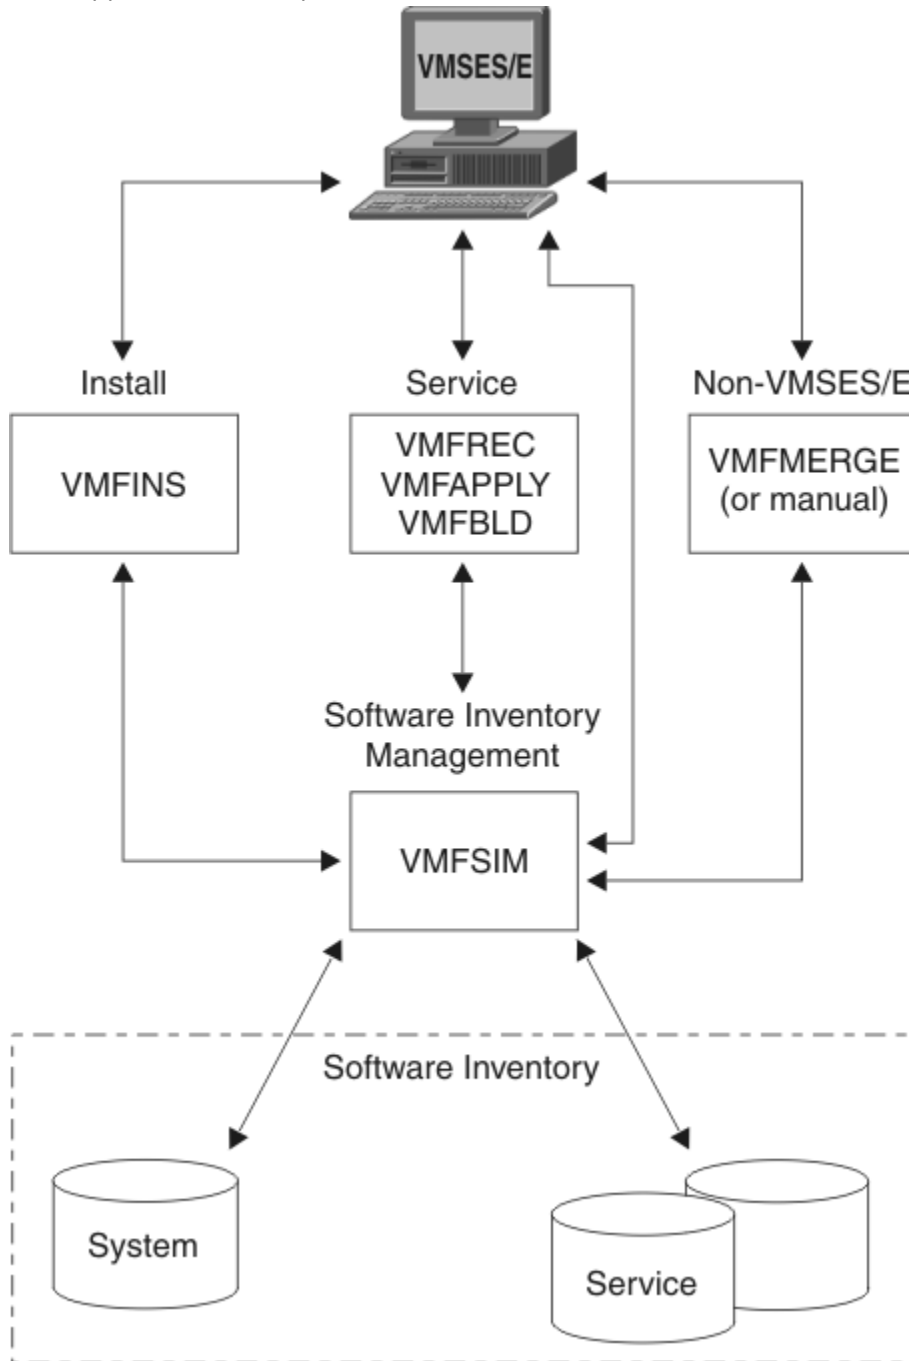 VMSES/E
Install
Service
Non-VMSES/E
VMFINS
VMFREC
VMFAPPLY
VMFBLD
VMFMERGE
(or manual)
Software Inventory
Management
VMFSIM
Software Inventory
System
Service